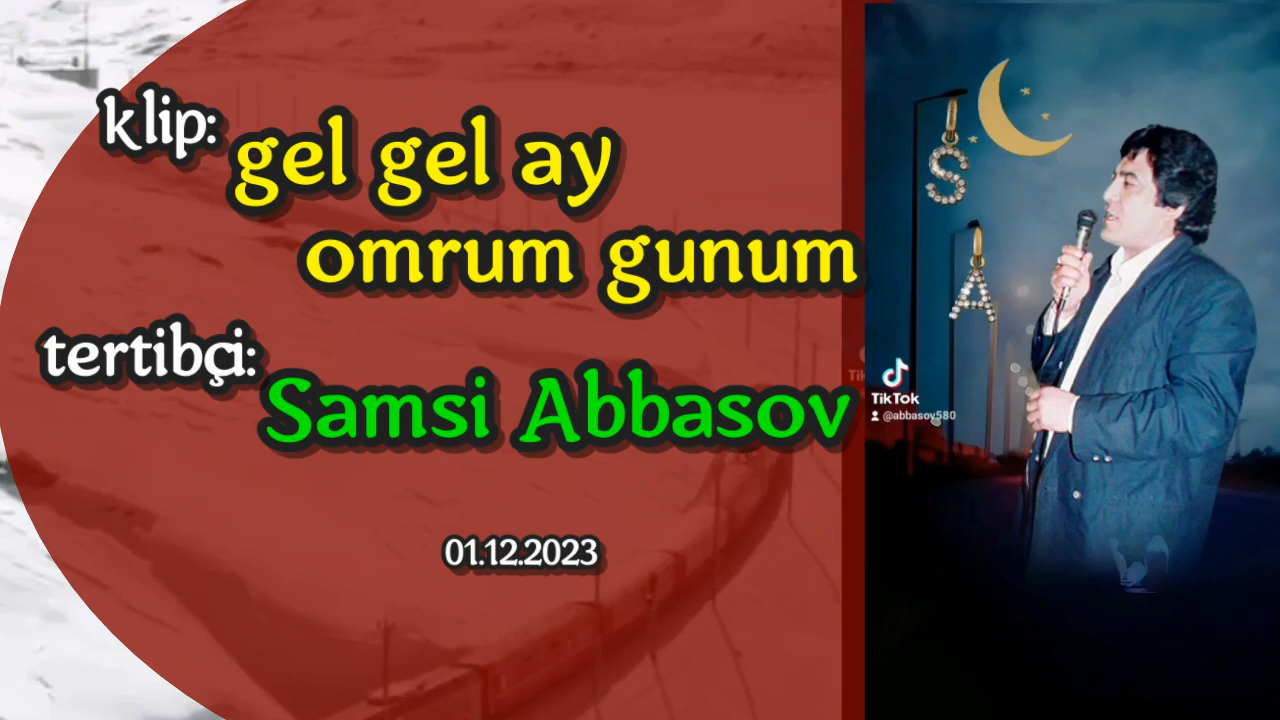 klip:
gel gel ay
omrum gunum
tertibçi:
Samsi Abbasov
01.12.2023
S
A
TikTok
@abbasov580